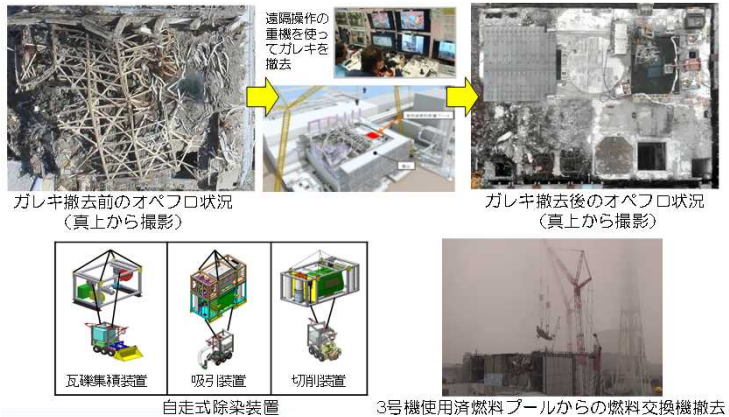 遠隔操作の
重機を使っ
てガレキを
撤去
ガレキ撤去前のオペフロ状況
(真上から撮影)
ガレキ撤去後のオペフロ状況
(真上から撮影)
瓦礫集積装置
吸引装置
切削装置
自走式除染装置
3号機使用済燃料プールからの燃料交換機撤去